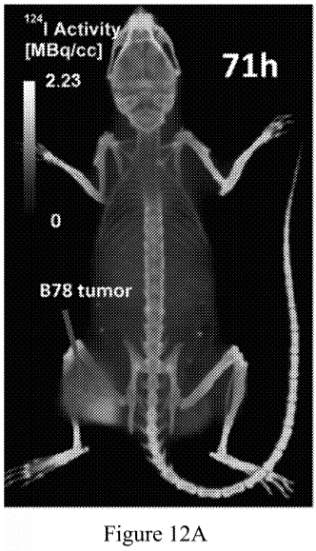 ¹²⁴I Activity
[MBq/cc]
71h
2.23
0
B78 tumor
Figure 12A